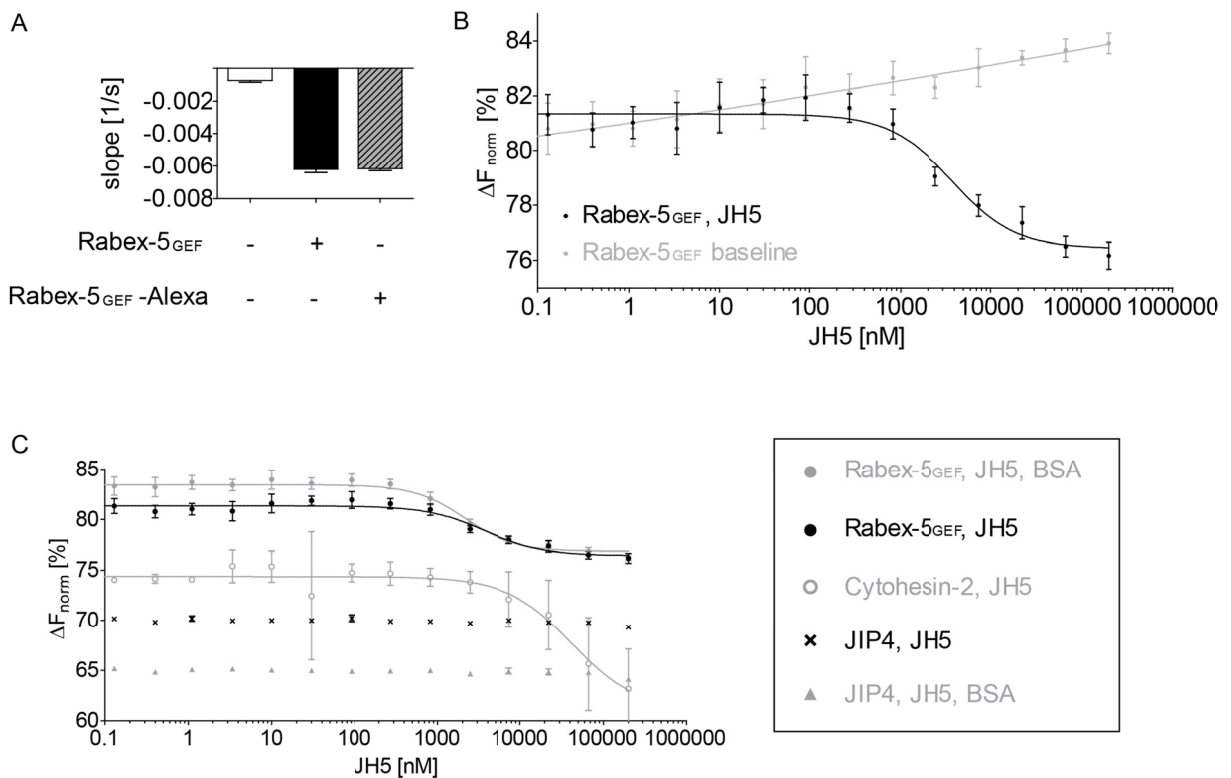 A
slope [1/s]
-0.002
-0.004
-0.006
-0.008
Rabex-5GEF - + -
Rabex-5GEF -Alexa - - +
B
ΔFnorm [%]
84
82
80
78
76
Rabex-5GEF, JH5
Rabex-5GEF baseline
0.1 1 10 100 1000 10000 100000 1000000
JH5 [nM]
C
ΔFnorm [%]
85
80
75
70
65
60
0.1 1 10 100 1000 10000 100000 1000000
JH5 [nM]
Rabex-5GEF, JH5, BSA
Rabex-5GEF, JH5
Cytohesin-2, JH5
JIP4, JH5
JIP4, JH5, BSA